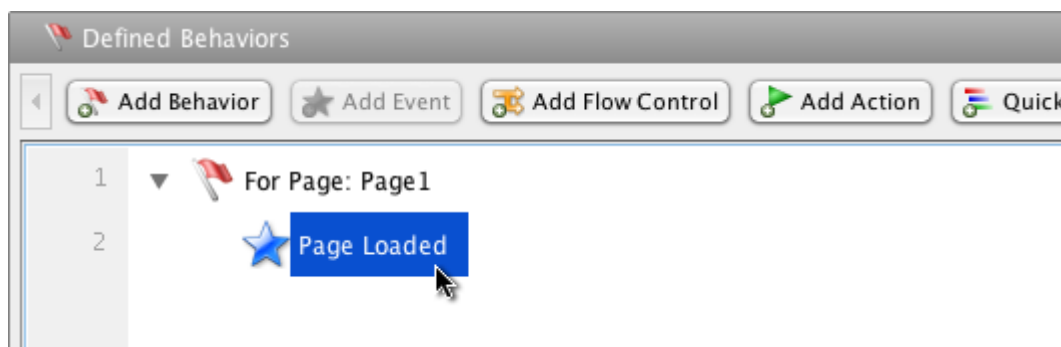 Defined Behaviors
Add Behavior Add Event Add Flow Control Add Action Quick
1 For Page: Page1
2 Page Loaded